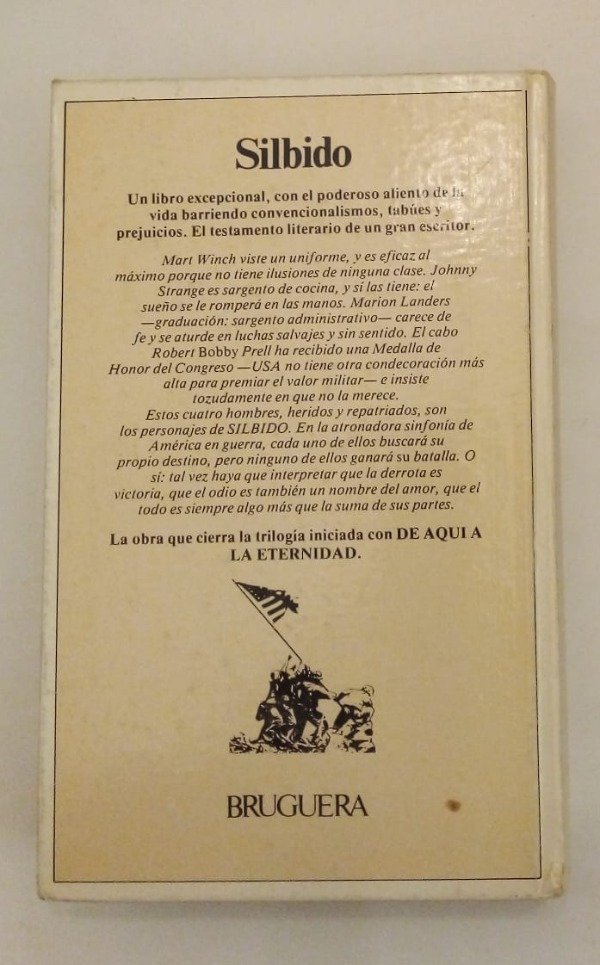 Silbido
Un libro excepcional, con el poderoso aliento de la
vida barriendo convencionalismos, tabúes y
prejuicios. El testamento literario de un gran escritor.
Mart Winch viste un uniforme, y es eficaz al
máximo porque no tiene ilusiones de ninguna clase. Johnny
Strange es sargento de cocina, y sí las tiene: el
sueño se le romperá en las manos. Marion Landers
—graduación: sargento administrativo— carece de
fe y se aturde en luchas salvajes y sin sentido. El cabo
Robert Bobby Prell ha recibido una Medalla de
Honor del Congreso —USA no tiene otra condecoración más
alta para premiar el valor militar— e insiste
tozudamente en que no la merece.
Estos cuatro hombres, heridos y repatriados, son
los personajes de SILBIDO. En la atronadora sinfonía de
América en guerra, cada uno de ellos buscará su
propio destino, pero ninguno de ellos ganará su batalla. O
sí: tal vez haya que interpretar que la derrota es
victoria, que el odio es también un nombre del amor, que el
todo es siempre algo más que la suma de sus partes.
La obra que cierra la trilogía iniciada con DE AQUI A
LA ETERNIDAD.
BRUGUERA